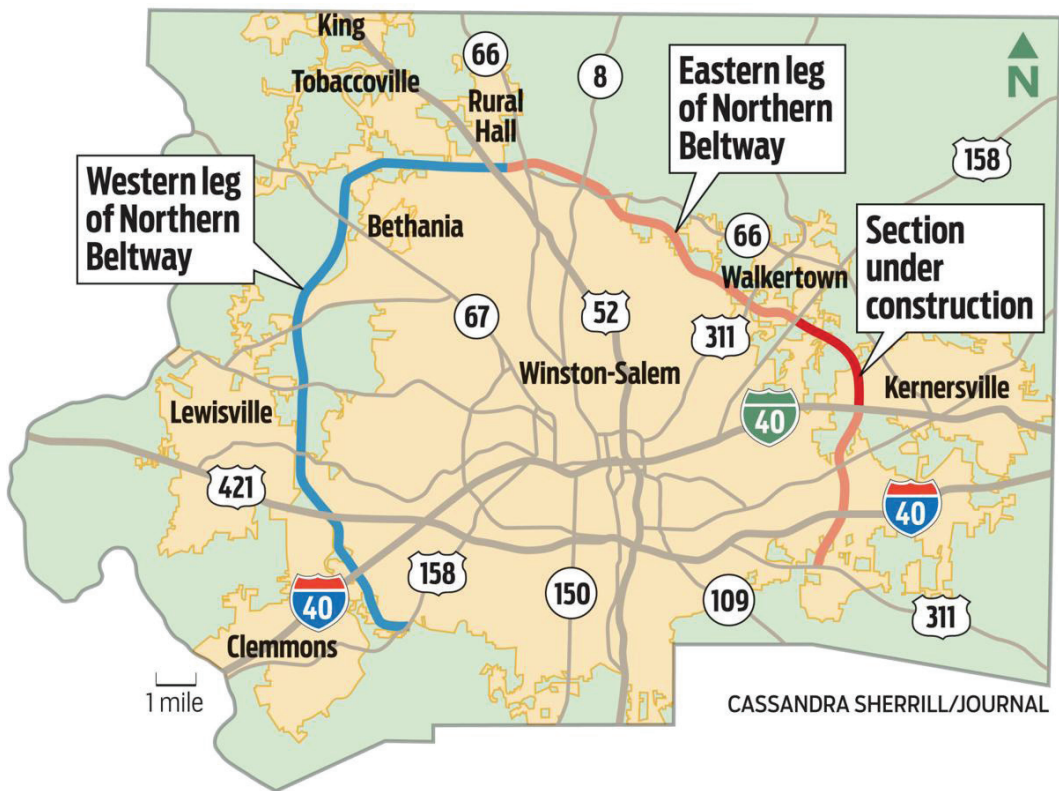 King
Tobaccoville
66
Rural
Hall
8
Eastern leg
of Northern
Beltway
N
158
Western leg
of Northern
Beltway
Bethania
66
Walkertown
Section
under
construction
67
52
311
Winston-Salem
Kernersville
40
Lewisville
421
40
158
40
150
109
311
Clemmons
1 mile
CASSANDRA SHERRILL/JOURNAL